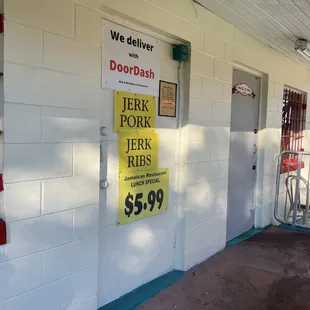 We deliver
with
DoorDash
JERK
PORK
JERK
RIBS
Jamaican Restaurant
LUNCH SPECIAL
$5.99